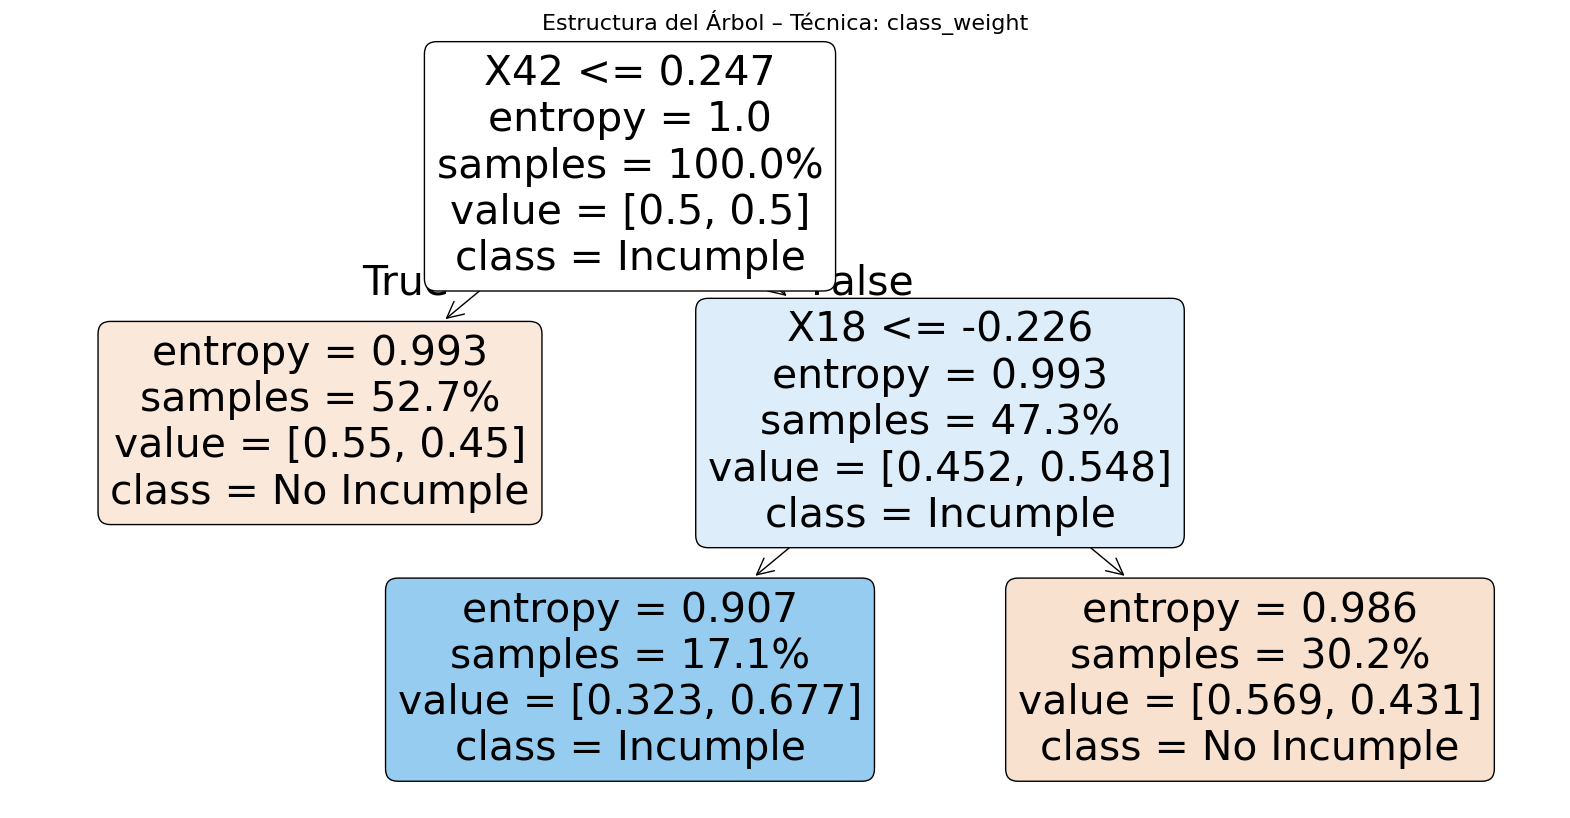 Estructura del Árbol – Técnica: class_weight
X42 <= 0.247
entropy = 1.0
samples = 100.0%
value = [0.5, 0.5]
class = Incumple
True
False
entropy = 0.993
samples = 52.7%
value = [0.55, 0.45]
class = No Incumple
X18 <= -0.226
entropy = 0.993
samples = 47.3%
value = [0.452, 0.548]
class = Incumple
entropy = 0.907
samples = 17.1%
value = [0.323, 0.677]
class = Incumple
entropy = 0.986
samples = 30.2%
value = [0.569, 0.431]
class = No Incumple